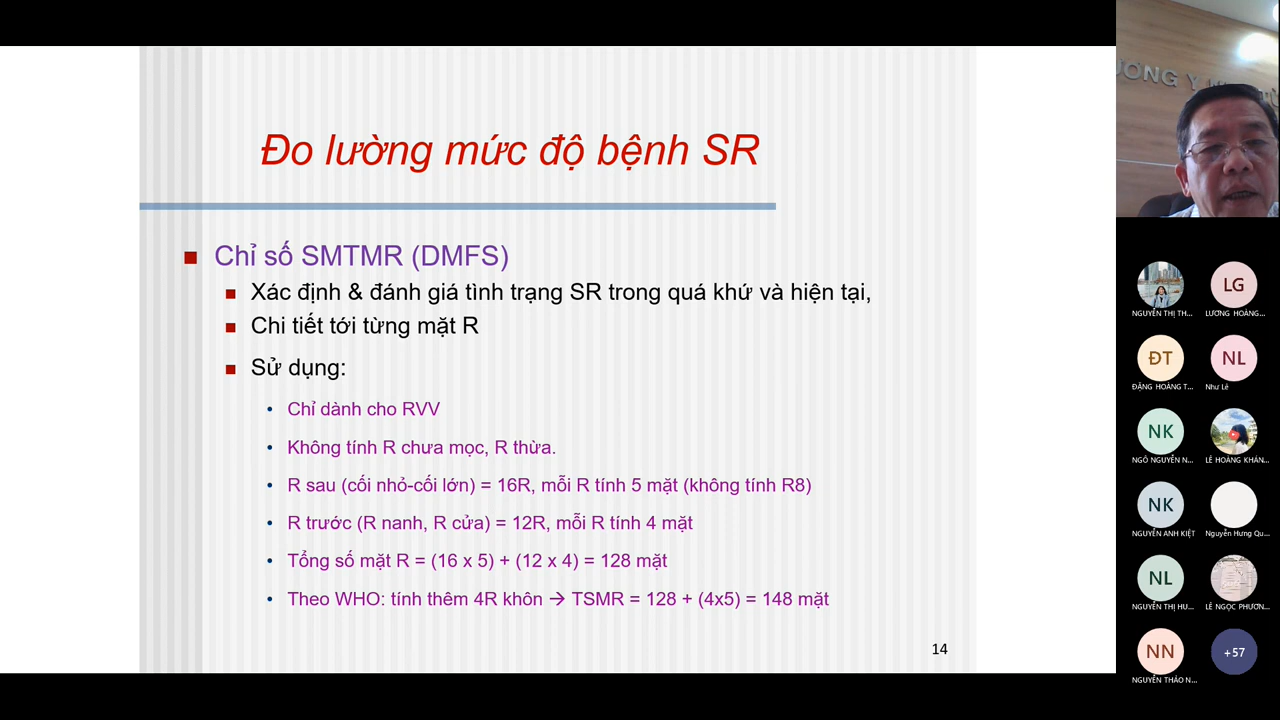 Đo lường mức độ bệnh SR
Chỉ số SMTMR (DMFS)
Xác định & đánh giá tình trạng SR trong quá khứ và hiện tại,
Chi tiết tới từng mặt R
Sử dụng:
Chỉ dành cho RVV
Không tính R chưa mọc, R thừa.
R sau (cối nhỏ-cối lớn) = 16R, mỗi R tính 5 mặt (không tính R8)
R trước (R nanh, R cửa) = 12R, mỗi R tính 4 mặt
Tổng số mặt R = (16 x 5) + (12 x 4) = 128 mặt
Theo WHO: tính thêm 4R khôn → TSMR = 128 + (4x5) = 148 mặt
14
NGUYỄN THỊ TH...
LG
LƯƠNG HOÀNG...
ĐT
ĐẶNG HOÀNG T...
NL
Như Lê
NK
NGÔ NGUYỄN N...
LÊ HOÀNG KHÁN...
NK
NGUYỄN ANH KIỆT
Nguyễn Hưng Qu...
NL
NGUYỄN THỊ HU...
LÊ NGỌC PHƯƠN...
NN
NGUYỄN THẢO N...
+57